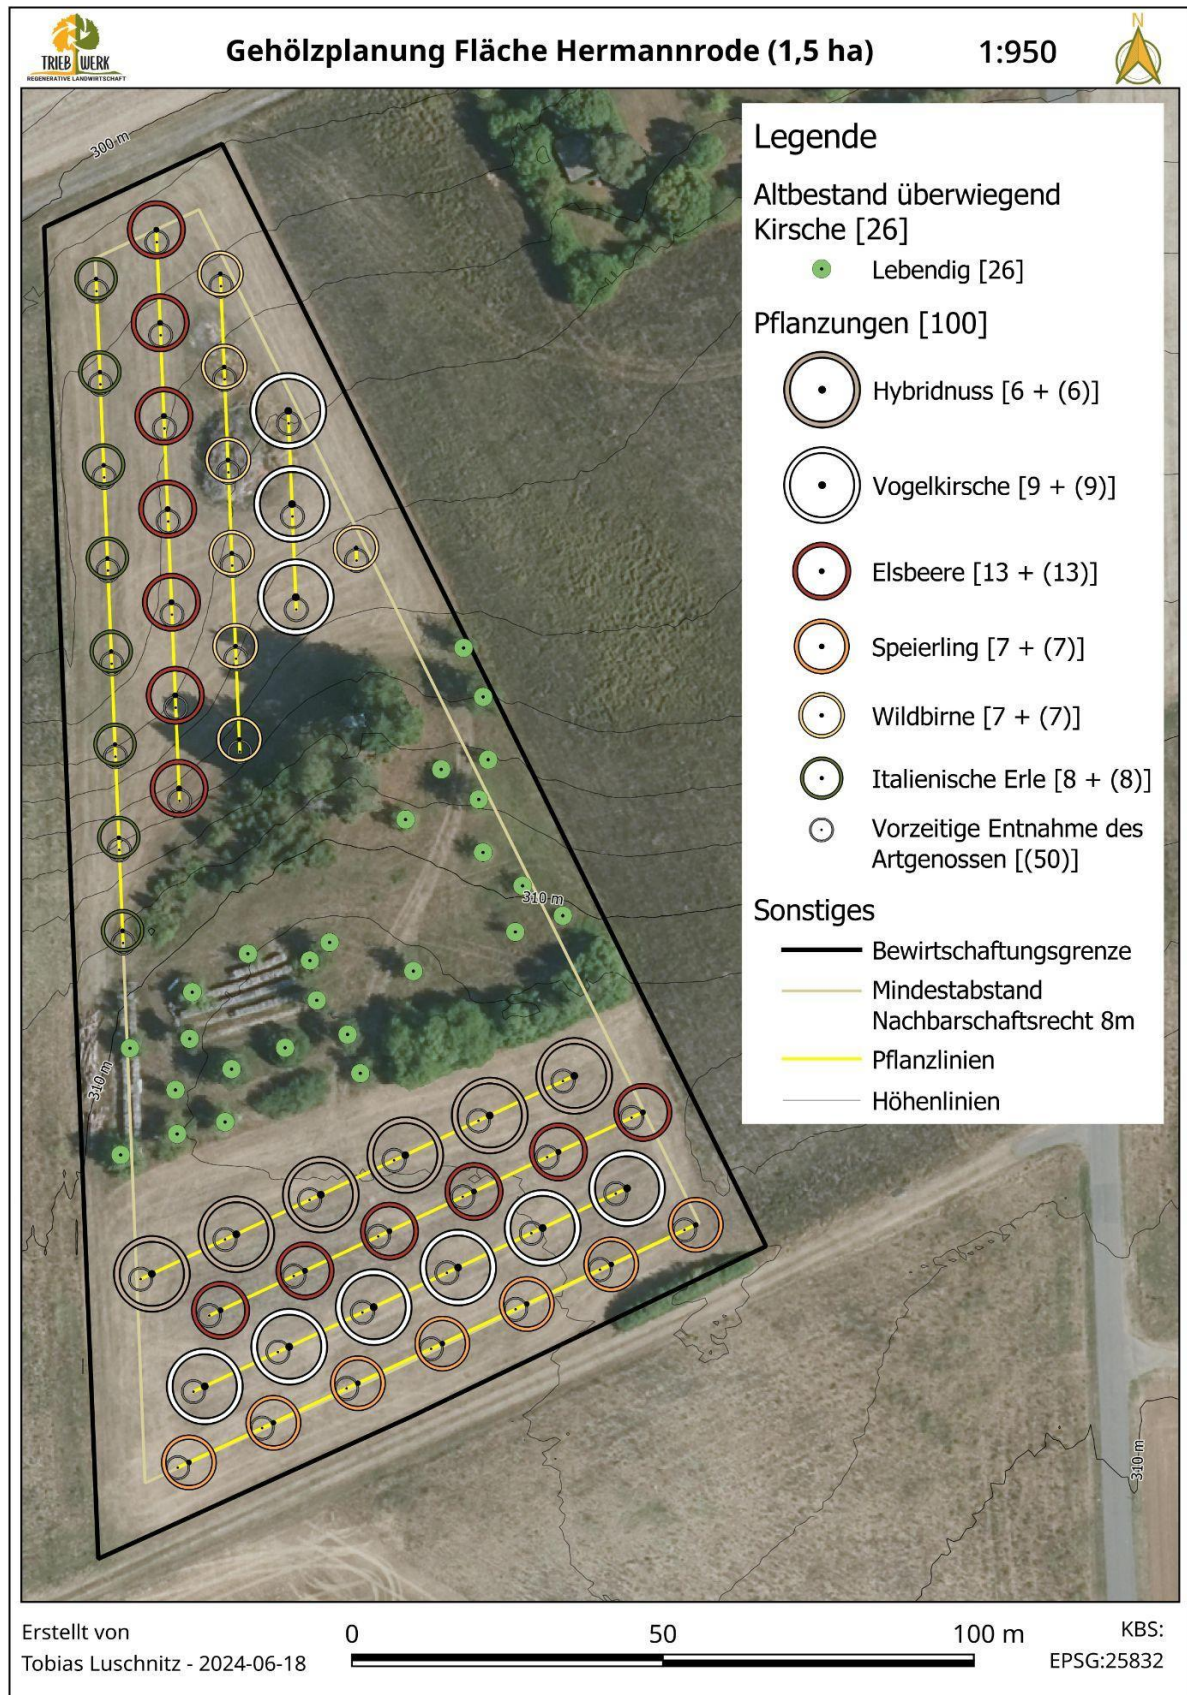 TRIEB WERK
REGENERATIVE LANDWIRTSCHAFT
Gehölzplanung Fläche Hermannrode (1,5 ha)
1:950
N
300 m
Legende
Altbestand überwiegend
Kirsche [26]
Lebendig [26]
Pflanzungen [100]
Hybridnuss [6 + (6)]
Vogelkirsche [9 + (9)]
Elsbeere [13 + (13)]
Speierling [7 + (7)]
Wildbirne [7 + (7)]
Italienische Erle [8 + (8)]
Vorzeitige Entnahme des
Artgenossen [(50)]
Sonstiges
Bewirtschaftungsgrenze
Mindestabstand
Nachbarschaftsrecht 8m
Pflanzlinien
Höhenlinien
310 m
310 m
310 m
Erstellt von
Tobias Luschnitz - 2024-06-18
0 50 100 m
KBS:
EPSG:25832